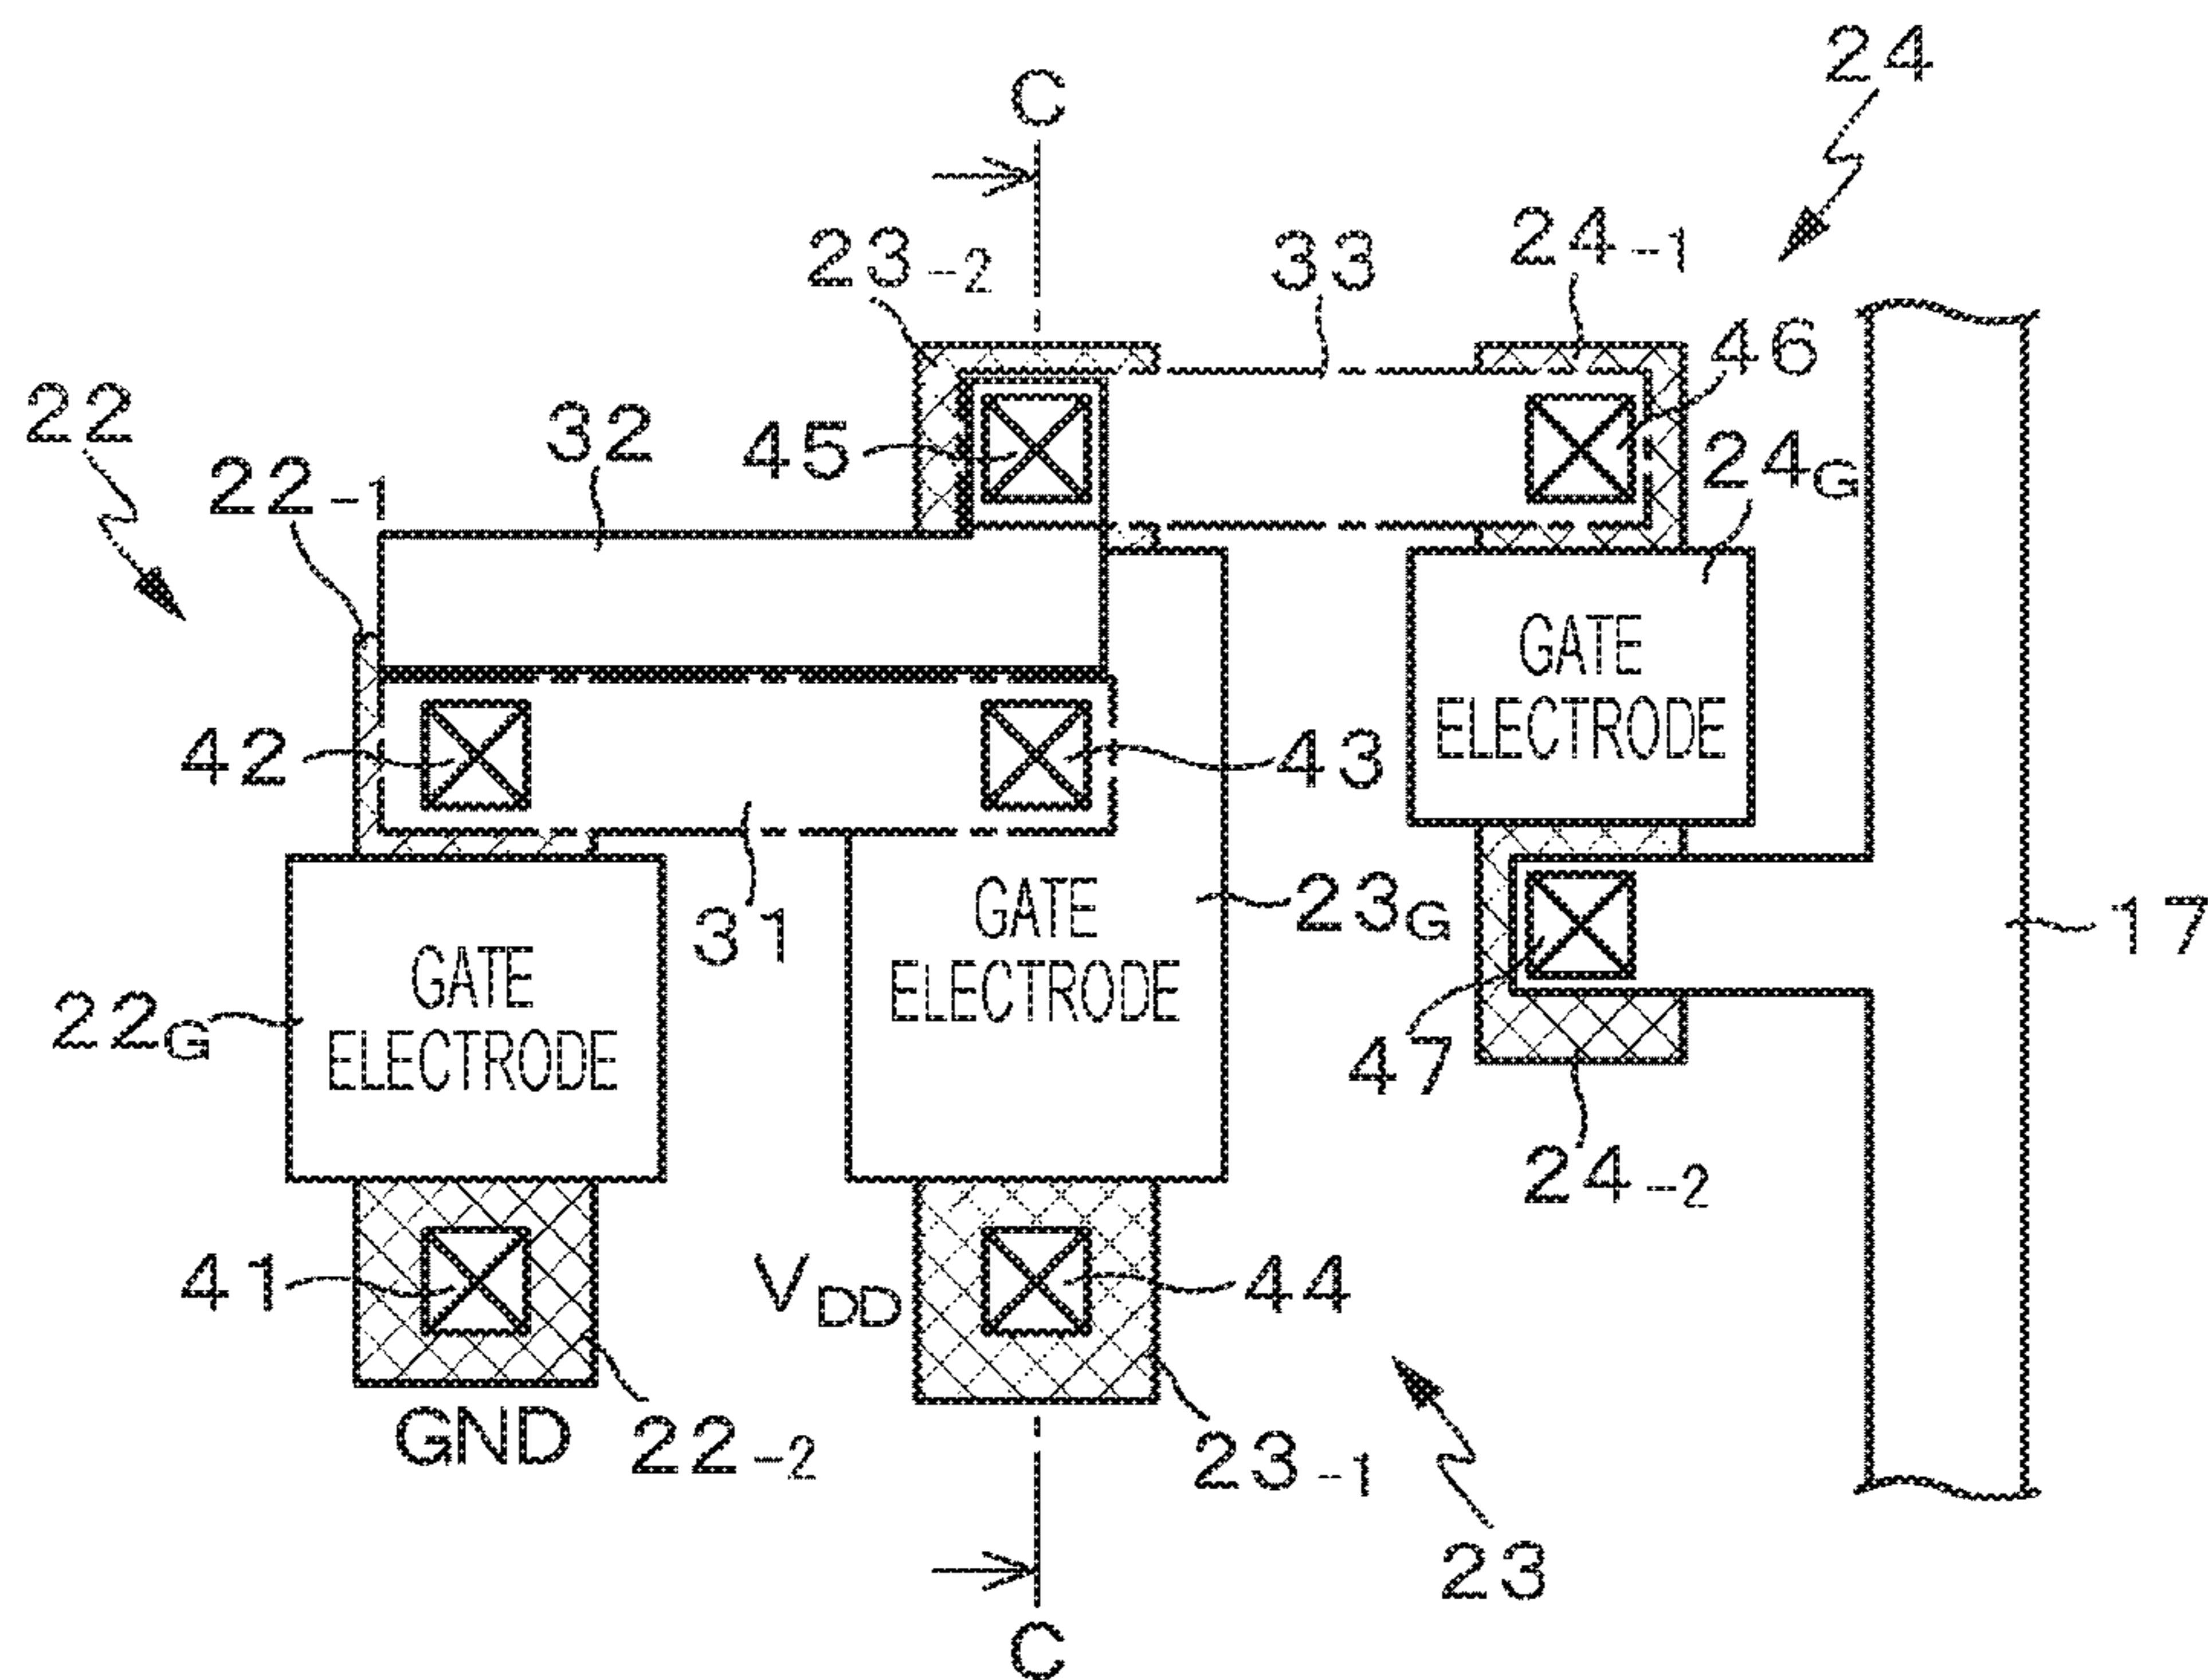 24
C
23-2
33
24-1
46
22
32
45
22-1
24G
GATE
ELECTRODE
42
43
31
GATE
ELECTRODE
23G
17
GATE
ELECTRODE
22G
47
24-2
41
VDD
44
GND
22-2
23-1
23
C